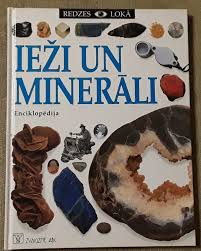 REDZES LOKĀ
IEŽI UN
MINERĀLI
Enciklopēdija
ZVAIGZNE ABC